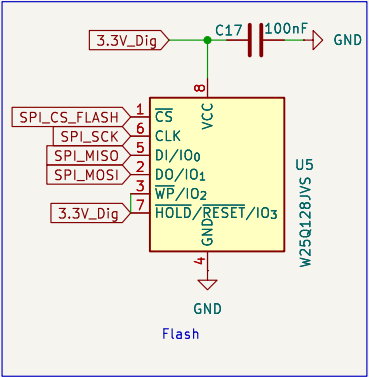 3.3V_Dig
C17
100nF
GND
8
VCC
SPI_CS_FLASH
1
CS
SPI_SCK
6
CLK
SPI_MISO
5
DI/IO0
SPI_MOSI
2
DO/IO1
3
WP/IO2
3.3V_Dig
7
HOLD/RESET/IO3
GND
4
U5
W25Q128JVS
GND
Flash